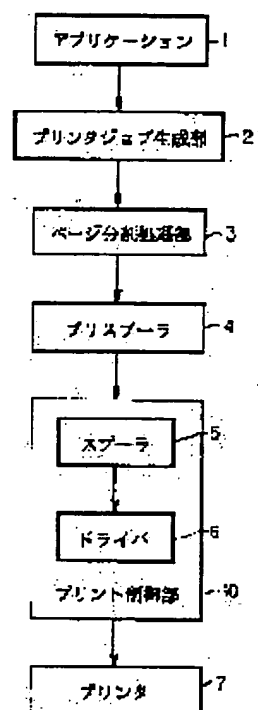 アプリケーション 1
プリンタジョブ生成部 2
ページ分割処理部 3
プリスプーラ 4
スプーラ 5
ドライバ 6
プリント制御部 10
プリンタ 7